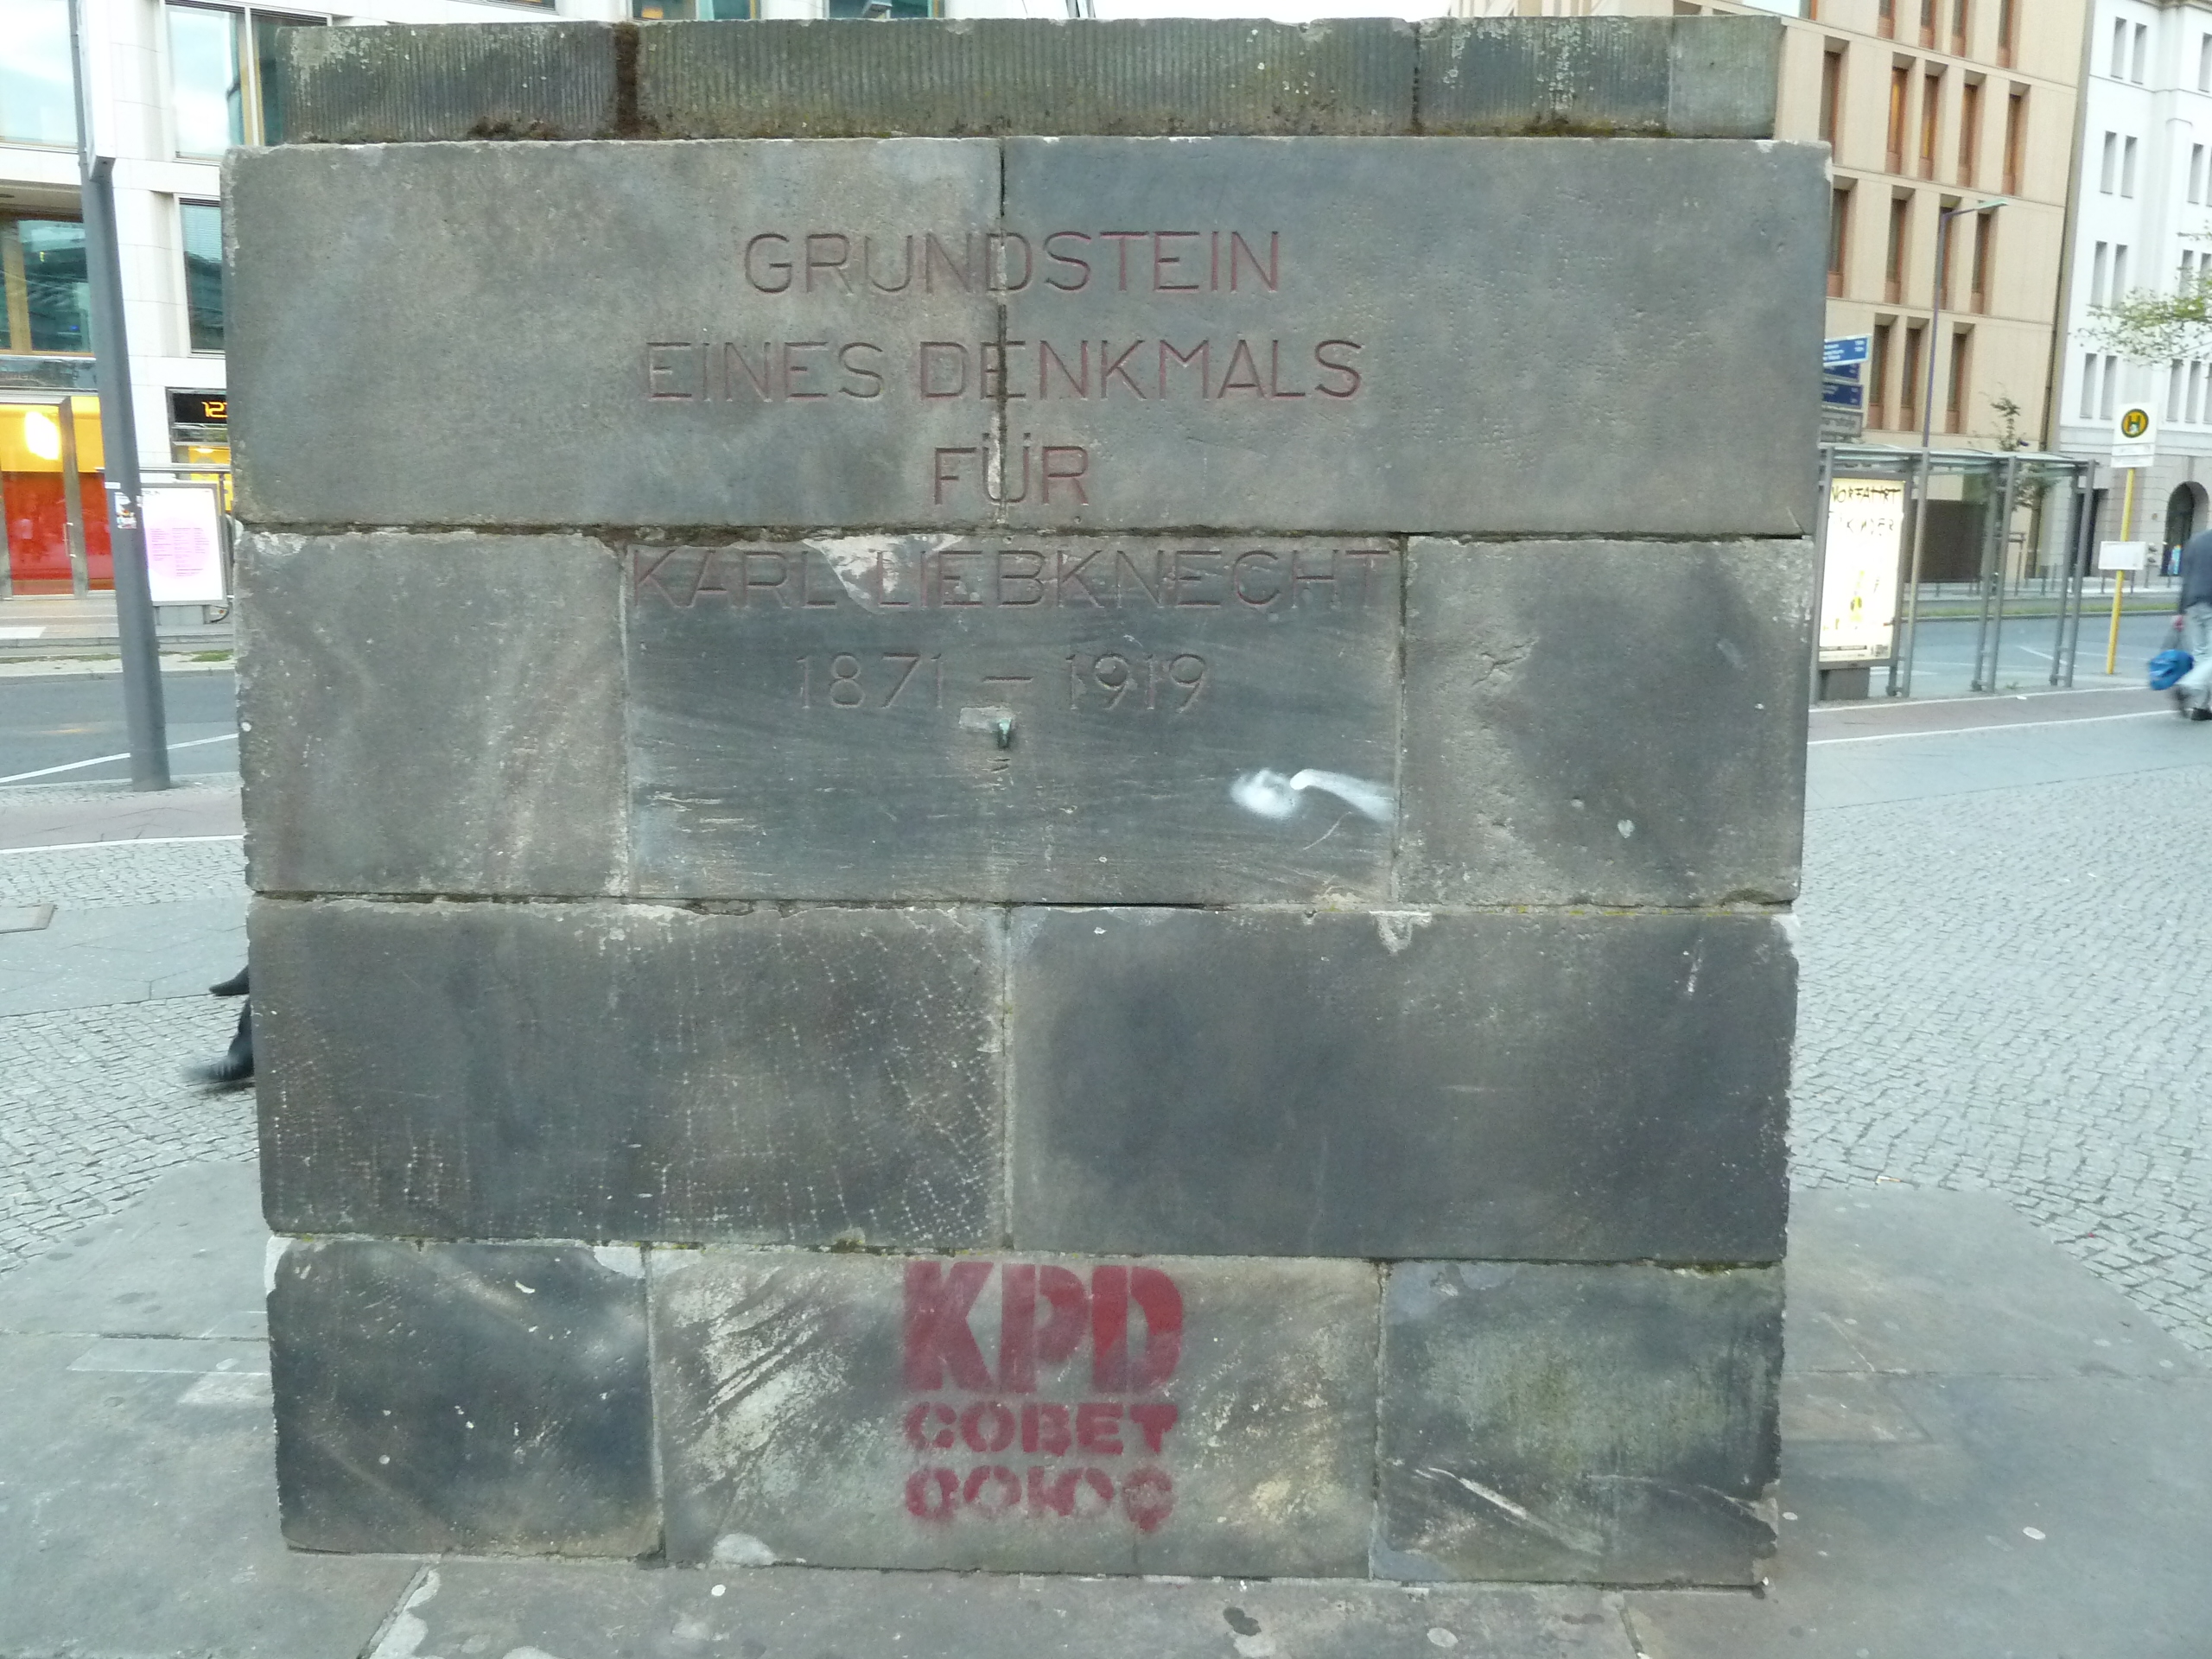 GRUNDSTEIN
EINES DENKMALS
FÜR
KARL LIEBKNECHT
1871 – 1919
KPD
СОВЕТ
H